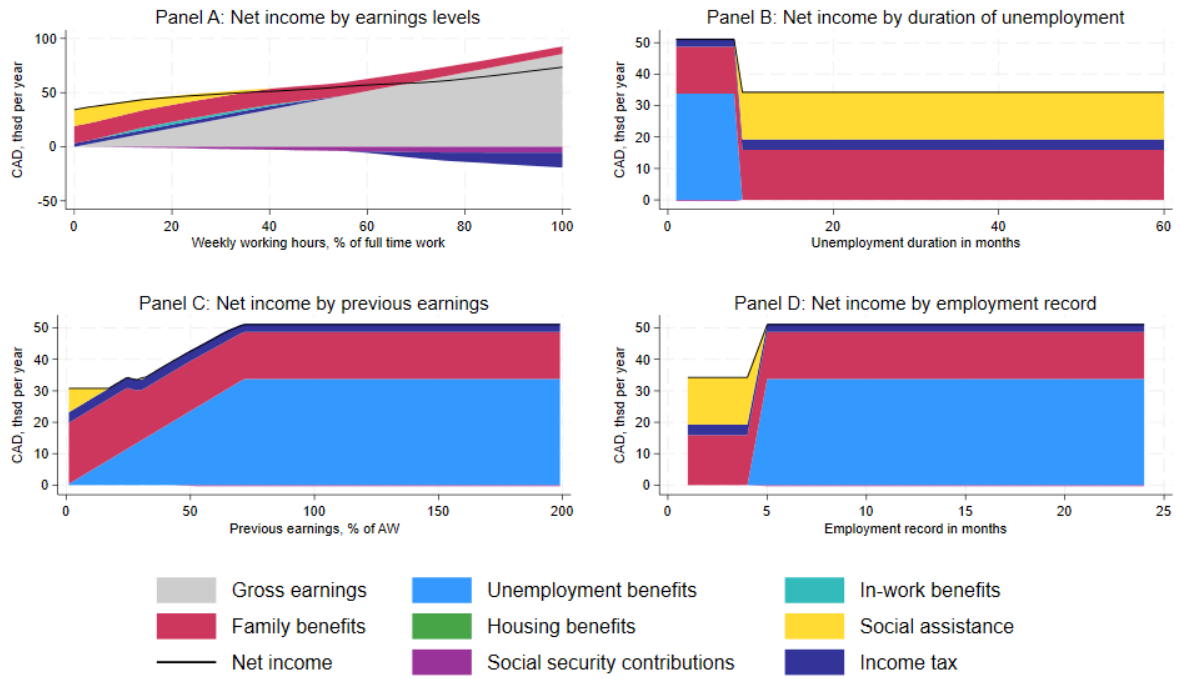 Panel A: Net income by earnings levels
CAD, thsd per year
100
50
0
-50
0 20 40 60 80 100
Weekly working hours, % of full time work
Panel B: Net income by duration of unemployment
CAD, thsd per year
50
40
30
20
10
0
0 20 40 60
Unemployment duration in months
Panel C: Net income by previous earnings
CAD, thsd per year
50
40
30
20
10
0
0 50 100 150 200
Previous earnings, % of AW
Panel D: Net income by employment record
CAD, thsd per year
50
40
30
20
10
0
0 5 10 15 20 25
Employment record in months
Gross earnings Unemployment benefits In-work benefits
Family benefits Housing benefits Social assistance
Net income Social security contributions Income tax